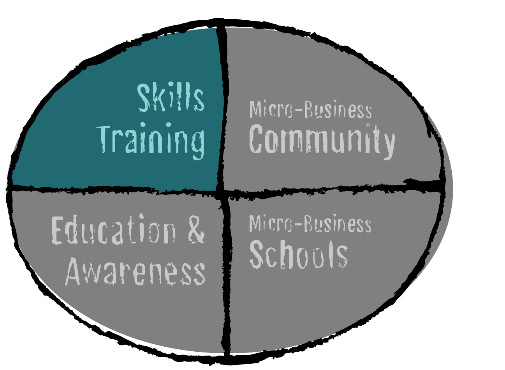 Skills
Training
Micro-Business
Community
Education &
Awareness
Micro-Business
Schools